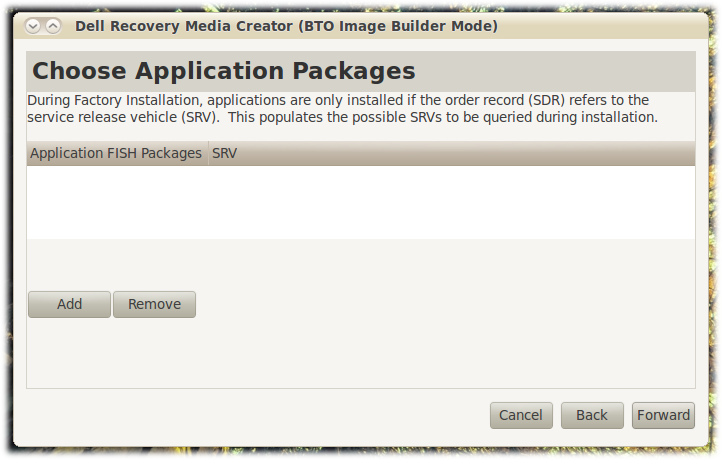 Dell Recovery Media Creator (BTO Image Builder Mode)
Choose Application Packages
During Factory Installation, applications are only installed if the order record (SDR) refers to the
service release vehicle (SRV).  This populates the possible SRVs to be queried during installation.
Application FISH Packages SRV
Add Remove
Cancel Back Forward